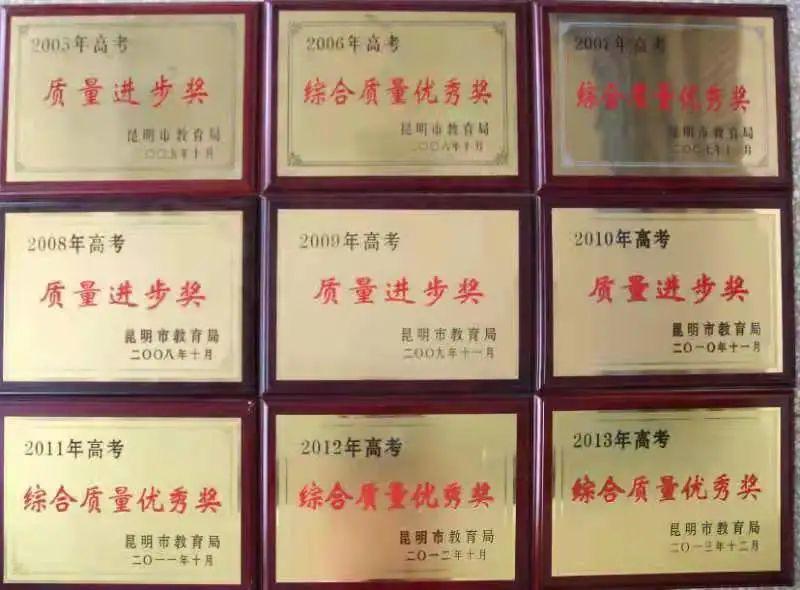 2005年高考
质量进步奖
昆明市教育局
二〇〇五年十月
2006年高考
综合质量优秀奖
昆明市教育局
二〇〇六年十月
2007年高考
综合质量优秀奖
昆明市教育局
二〇〇七年十一月
2008年高考
质量进步奖
昆明市教育局
二〇〇八年十月
2009年高考
质量进步奖
昆明市教育局
二〇〇九年十一月
2010年高考
质量进步奖
昆明市教育局
二〇一〇年十一月
2011年高考
综合质量优秀奖
昆明市教育局
二〇一一年十月
2012年高考
综合质量优秀奖
昆明市教育局
二〇一二年十月
2013年高考
综合质量优秀奖
昆明市教育局
二〇一三年十二月